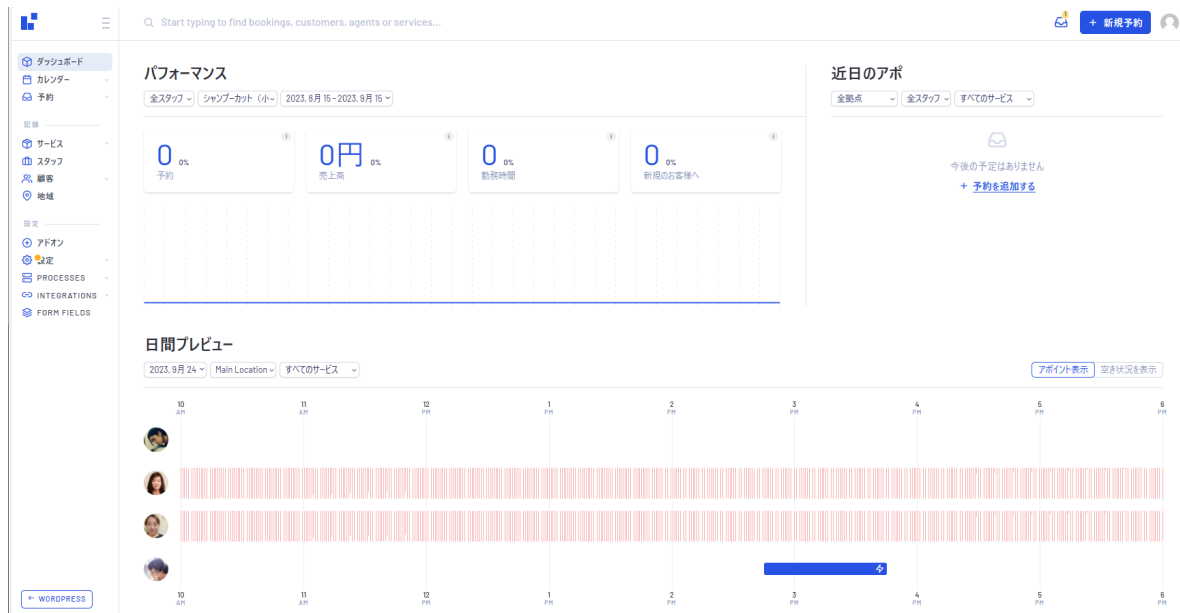 Start typing to find bookings, customers, agents or services...
1
+ 新規予約
ダッシュボード
カレンダー
予約
記録
サービス
スタッフ
顧客
地域
設定
アドオン
設定
PROCESSES
INTEGRATIONS
FORM FIELDS
← WORDPRESS
パフォーマンス
全スタッフ
シャンプーカット（小
2023, 8月 15 - 2023, 9月 15
0 0%
予約
0円 0%
売上高
0 0%
勤務時間
0 0%
新規のお客様へ
近日のアポ
全拠点
全スタッフ
すべてのサービス
今後の予定はありません
+ 予約を追加する
日間プレビュー
2023, 9月 24
Main Location
すべてのサービス
アポイント表示
空き状況を表示
10 AM
11 AM
12 PM
1 PM
2 PM
3 PM
4 PM
5 PM
6 PM
10 AM
11 AM
12 PM
1 PM
2 PM
3 PM
4 PM
5 PM
6 PM